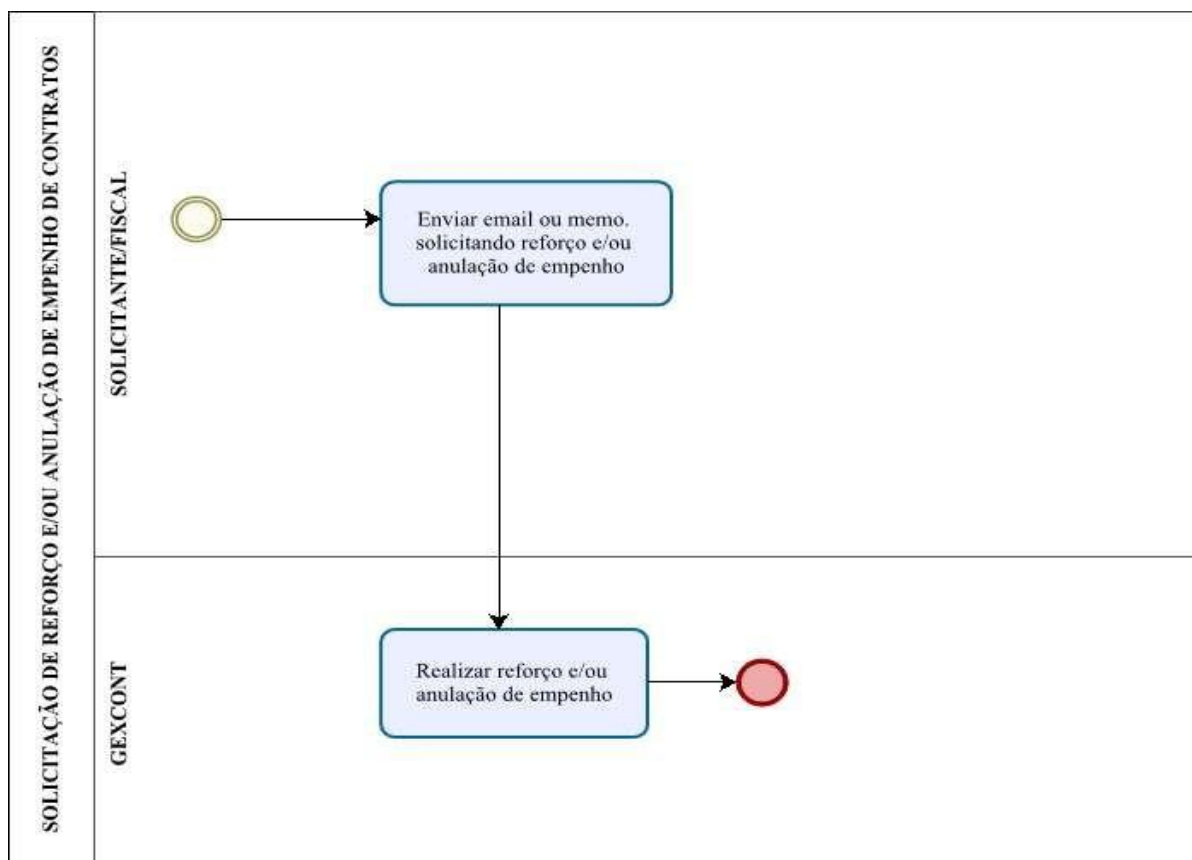 SOLICITAÇÃO DE REFORÇO E/OU ANULAÇÃO DE EMPENHO DE CONTRATOS
SOLICITANTE/FISCAL
Enviar email ou memo.
solicitando reforço e/ou
anulação de empenho
GEXCONT
Realizar reforço e/ou
anulação de empenho